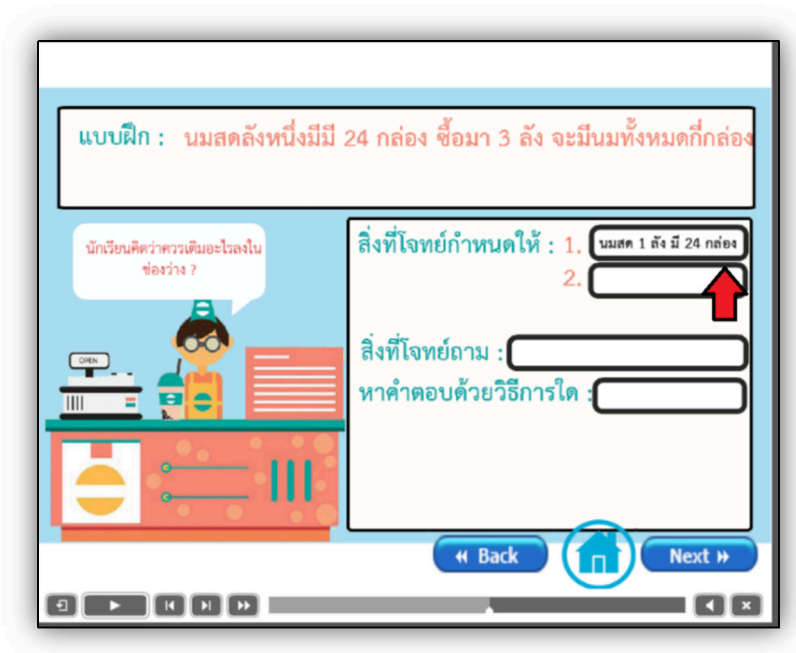 แบบฝึก : นมสดลังหนึ่งมีมี 24 กล่อง ซื้อมา 3 ลัง จะมีนมทั้งหมดกี่กล่อง
นักเรียนคิดว่าควรเติมอะไรลงใน
ช่องว่าง ?
OPEN
สิ่งที่โจทย์กำหนดให้ : 1. นมสด 1 ลัง มี 24 กล่อง
2.
สิ่งที่โจทย์ถาม :
หาคำตอบด้วยวิธีการใด :
Back
Next